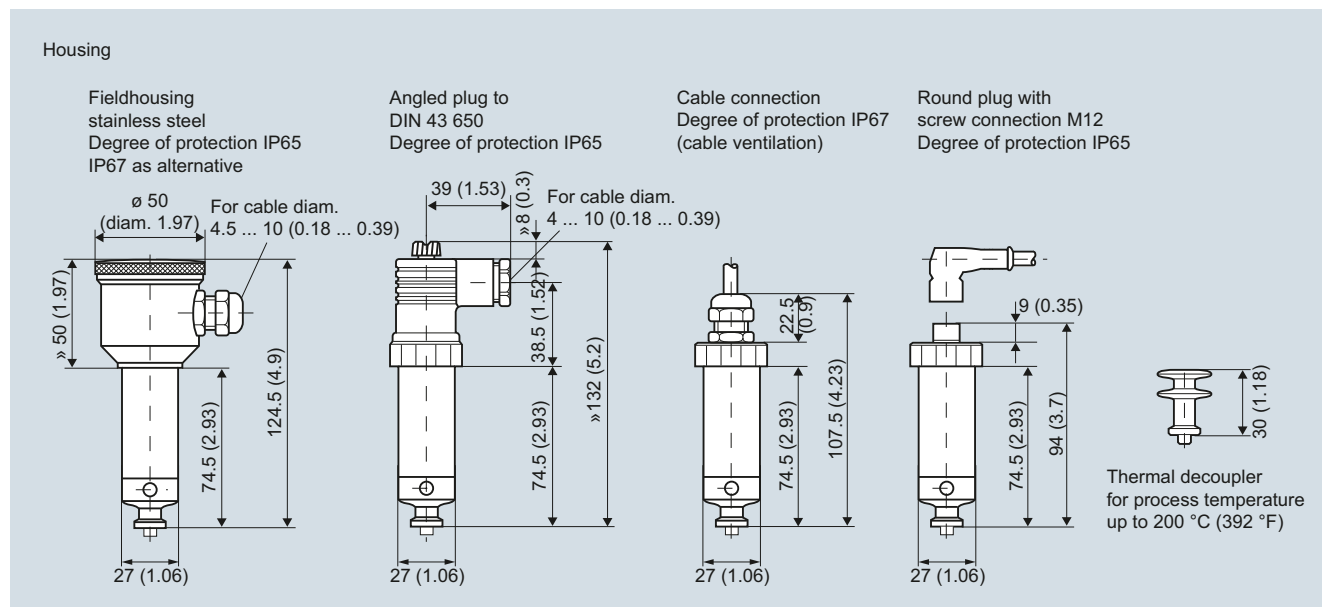 Housing
Fieldhousing
stainless steel
Degree of protection IP65
IP67 as alternative
ø 50
(diam. 1.97)
For cable diam.
4.5 ... 10 (0.18 ... 0.39)
» 50 (1.97)
74.5 (2.93)
124.5 (4.9)
27 (1.06)
Angled plug to
DIN 43 650
Degree of protection IP65
39 (1.53)
» 8 (0.3)
For cable diam.
4 ... 10 (0.18 ... 0.39)
38.5 (1.52)
74.5 (2.93)
»132 (5.2)
27 (1.06)
Cable connection
Degree of protection IP67
(cable ventilation)
22.5
(0.9)
74.5 (2.93)
107.5 (4.23)
27 (1.06)
Round plug with
screw connection M12
Degree of protection IP65
9 (0.35)
74.5 (2.93)
94 (3.7)
27 (1.06)
30 (1.18)
Thermal decoupler
for process temperature
up to 200 °C (392 °F)